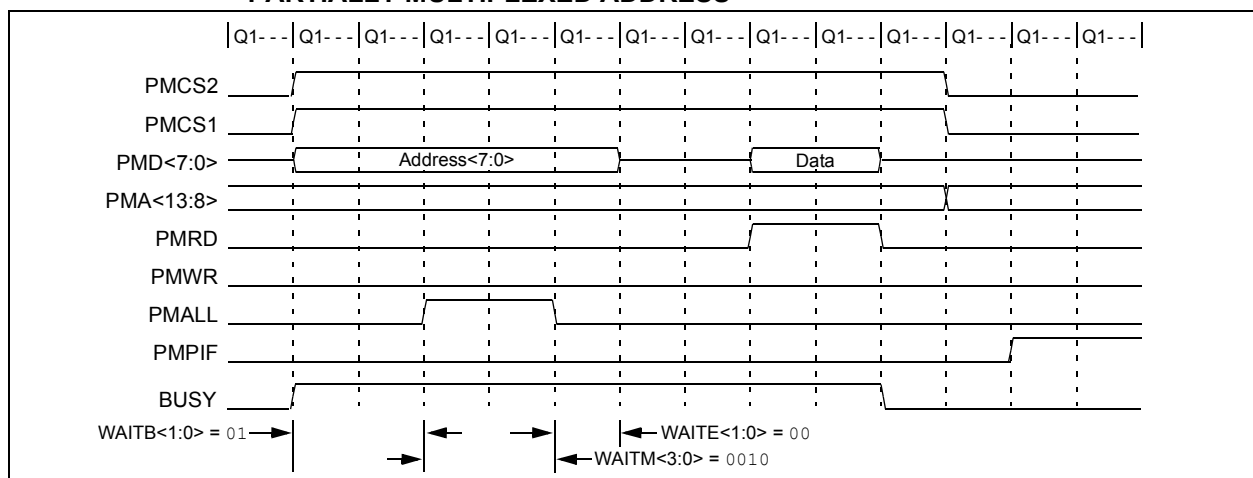 PARTIALLY MULTIPLEXED ADDRESS
Q1- - - Q1- - - Q1- - - Q1- - - Q1- - - Q1- - - Q1- - - Q1- - - Q1- - - Q1- - - Q1- - - Q1- - - Q1- - - Q1- - -
PMCS2
PMCS1
PMD<7:0> Address<7:0> Data
PMA<13:8>
PMRD
PMWR
PMALL
PMPIF
BUSY
WAITB<1:0> = 01 WAITE<1:0> = 00
WAITM<3:0> = 0010